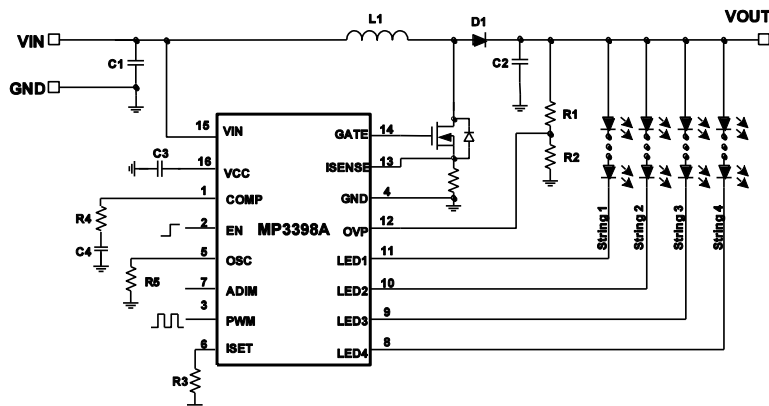 L1
D1
VOUT
VIN
C1
C2
GND
R1
R2
15
VIN
GATE
14
C3
16
VCC
ISENSE
13
1
COMP
GND
4
R4
2
EN
MP3398A
OVP
12
C4
5
OSC
LED1
11
R5
7
ADIM
LED2
10
3
PWM
LED3
9
6
ISET
LED4
8
R3
String 1
String 2
String 3
String 4